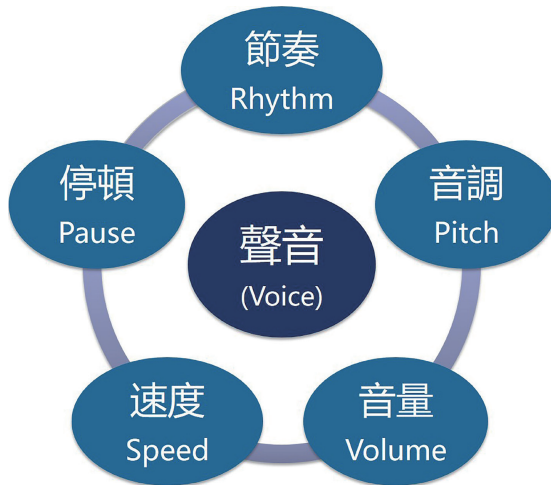 節奏
Rhythm
音調
Pitch
音量
Volume
速度
Speed
停頓
Pause
聲音
(Voice)